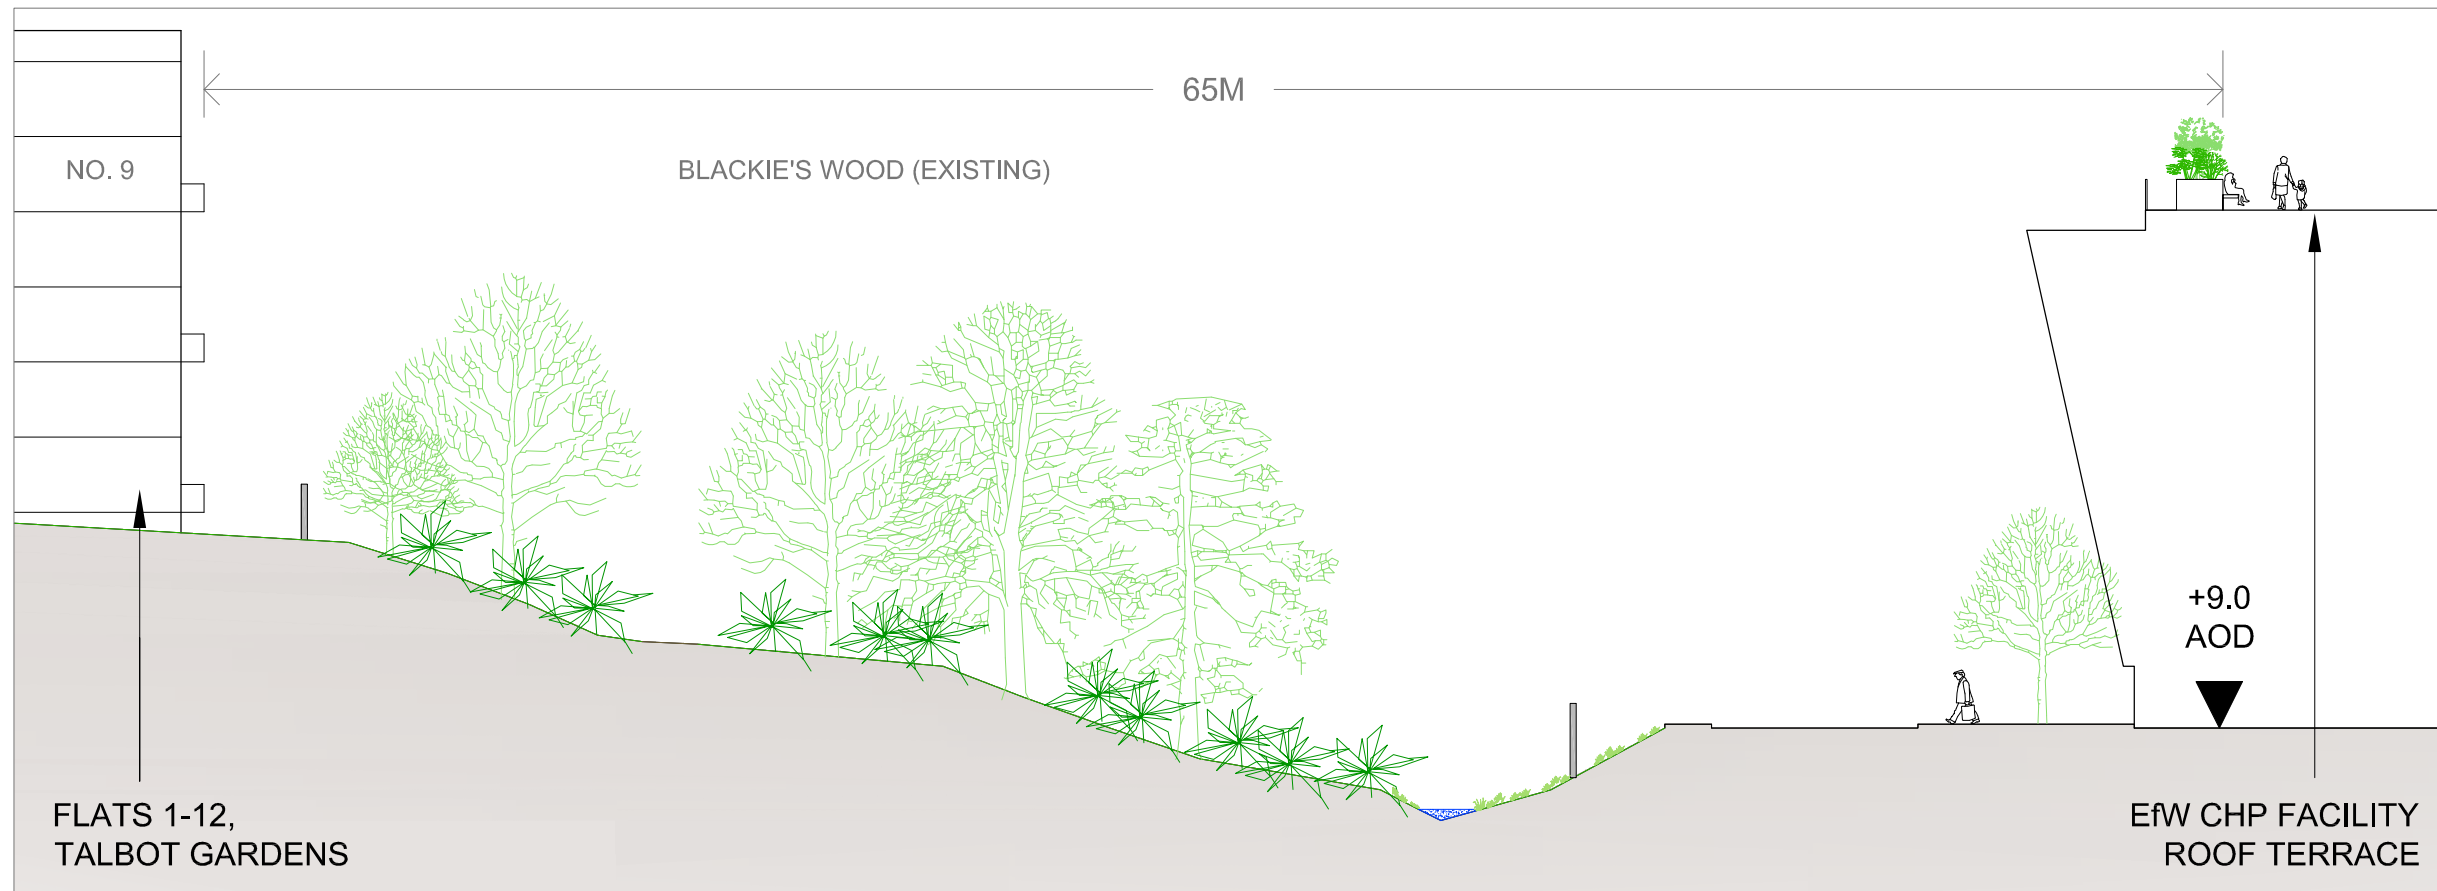 65M
NO. 9
BLACKIE'S WOOD (EXISTING)
+9.0
AOD
FLATS 1-12,
TALBOT GARDENS
EfW CHP FACILITY
ROOF TERRACE